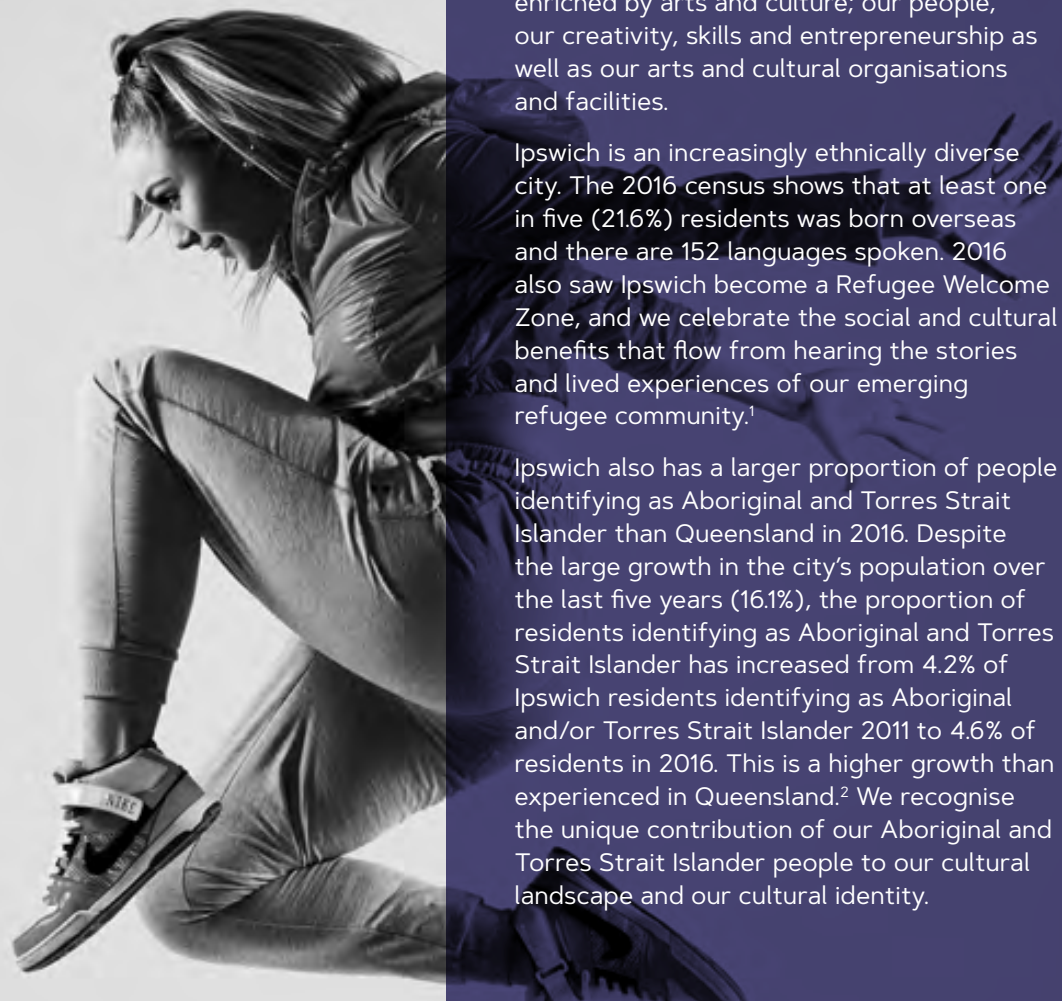 enriched by arts and culture; our people,
our creativity, skills and entrepreneurship as
well as our arts and cultural organisations
and facilities.
Ipswich is an increasingly ethnically diverse
city. The 2016 census shows that at least one
in five (21.6%) residents was born overseas
and there are 152 languages spoken. 2016
also saw Ipswich become a Refugee Welcome
Zone, and we celebrate the social and cultural
benefits that flow from hearing the stories
and lived experiences of our emerging
refugee community.¹
Ipswich also has a larger proportion of people
identifying as Aboriginal and Torres Strait
Islander than Queensland in 2016. Despite
the large growth in the city’s population over
the last five years (16.1%), the proportion of
residents identifying as Aboriginal and Torres
Strait Islander has increased from 4.2% of
Ipswich residents identifying as Aboriginal
and/or Torres Strait Islander 2011 to 4.6% of
residents in 2016. This is a higher growth than
experienced in Queensland.² We recognise
the unique contribution of our Aboriginal and
Torres Strait Islander people to our cultural
landscape and our cultural identity.
NIKE